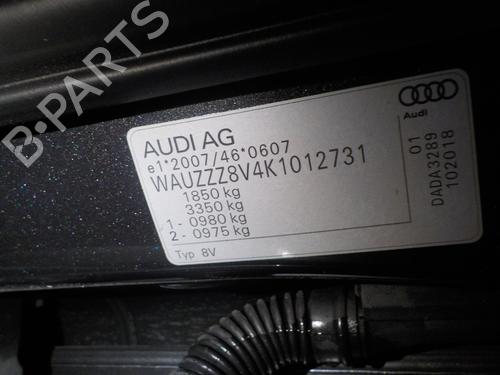 B-PARTS
AUDI AG
e1*2007/46*0607
WAUZZZ8V4K1012731
1850 kg
3350 kg
1- 0980 kg
2- 0975 kg
Typ 8V
Audi
01
DADA3289
102018